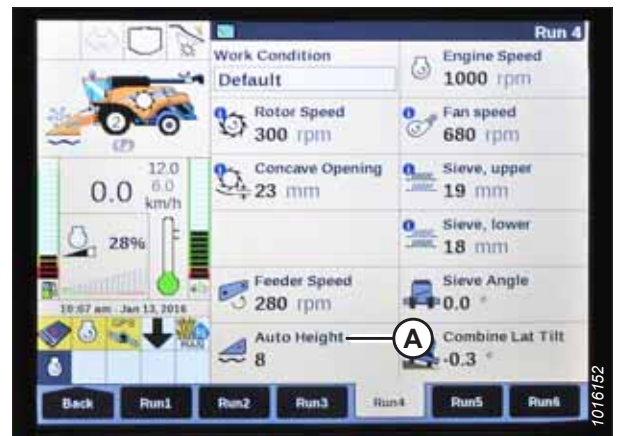 Run 4
Work Condition
Default
Engine Speed
1000 rpm
Rotor Speed
300 rpm
Fan speed
680 rpm
Concave Opening
23 mm
Sieve, upper
19 mm
Sieve, lower
18 mm
Feeder Speed
280 rpm
Sieve Angle
0.0 °
Auto Height
8
A
Combine Lat Tilt
-0.3 °
2
(P)
0.0
12.0
6.0
km/h
28%
10:07 am Jan 13, 2016
GPS
MAN
Back
Run1
Run2
Run3
Run4
Run5
Run6
1016152